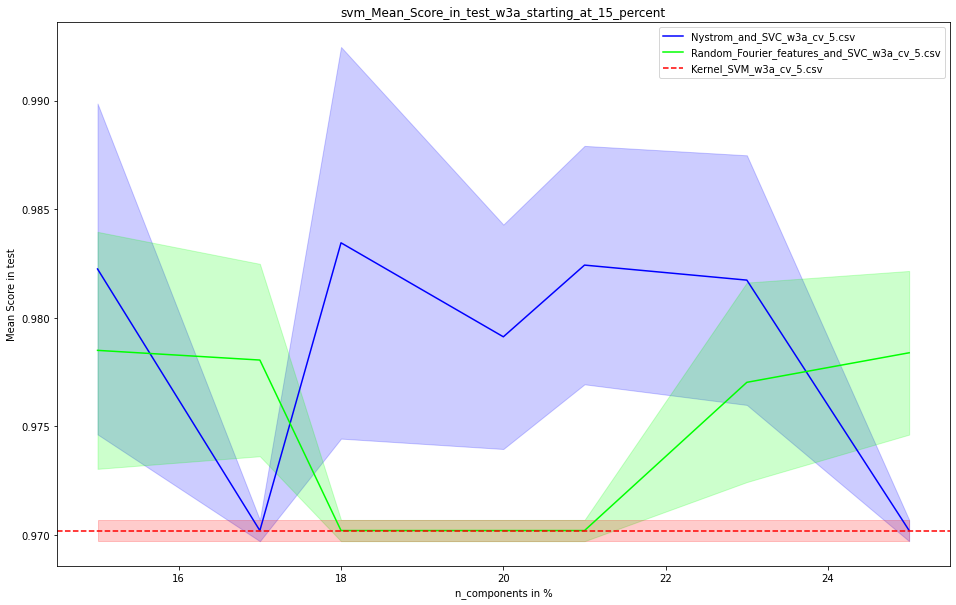 svm_Mean_Score_in_test_w3a_starting_at_15_percent
Nystrom_and_SVC_w3a_cv_5.csv
Random_Fourier_features_and_SVC_w3a_cv_5.csv
Kernel_SVM_w3a_cv_5.csv
0.990
0.985
0.980
0.975
0.970
Mean Score in test
16 18 20 22 24
n_components in %